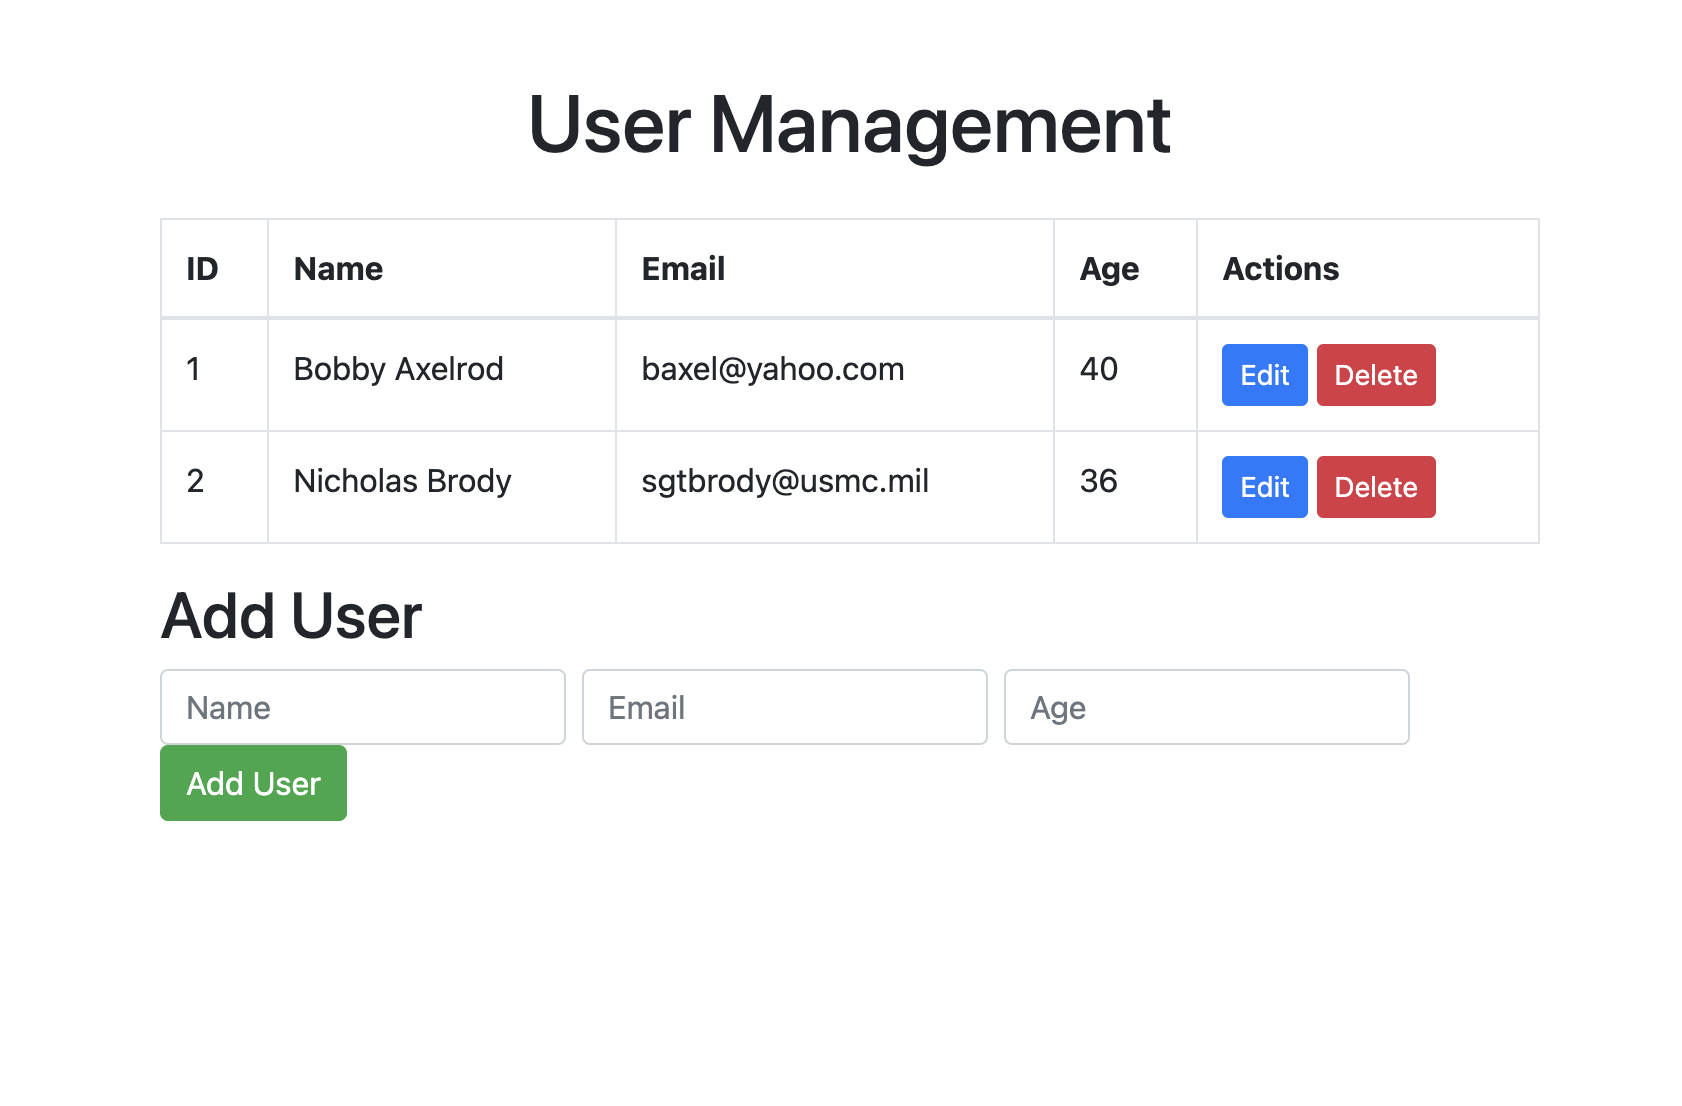 User Management
ID Name Email Age Actions
1 Bobby Axelrod baxel@yahoo.com 40 Edit Delete
2 Nicholas Brody sgtbrody@usmc.mil 36 Edit Delete
Add User
Name Email Age
Add User